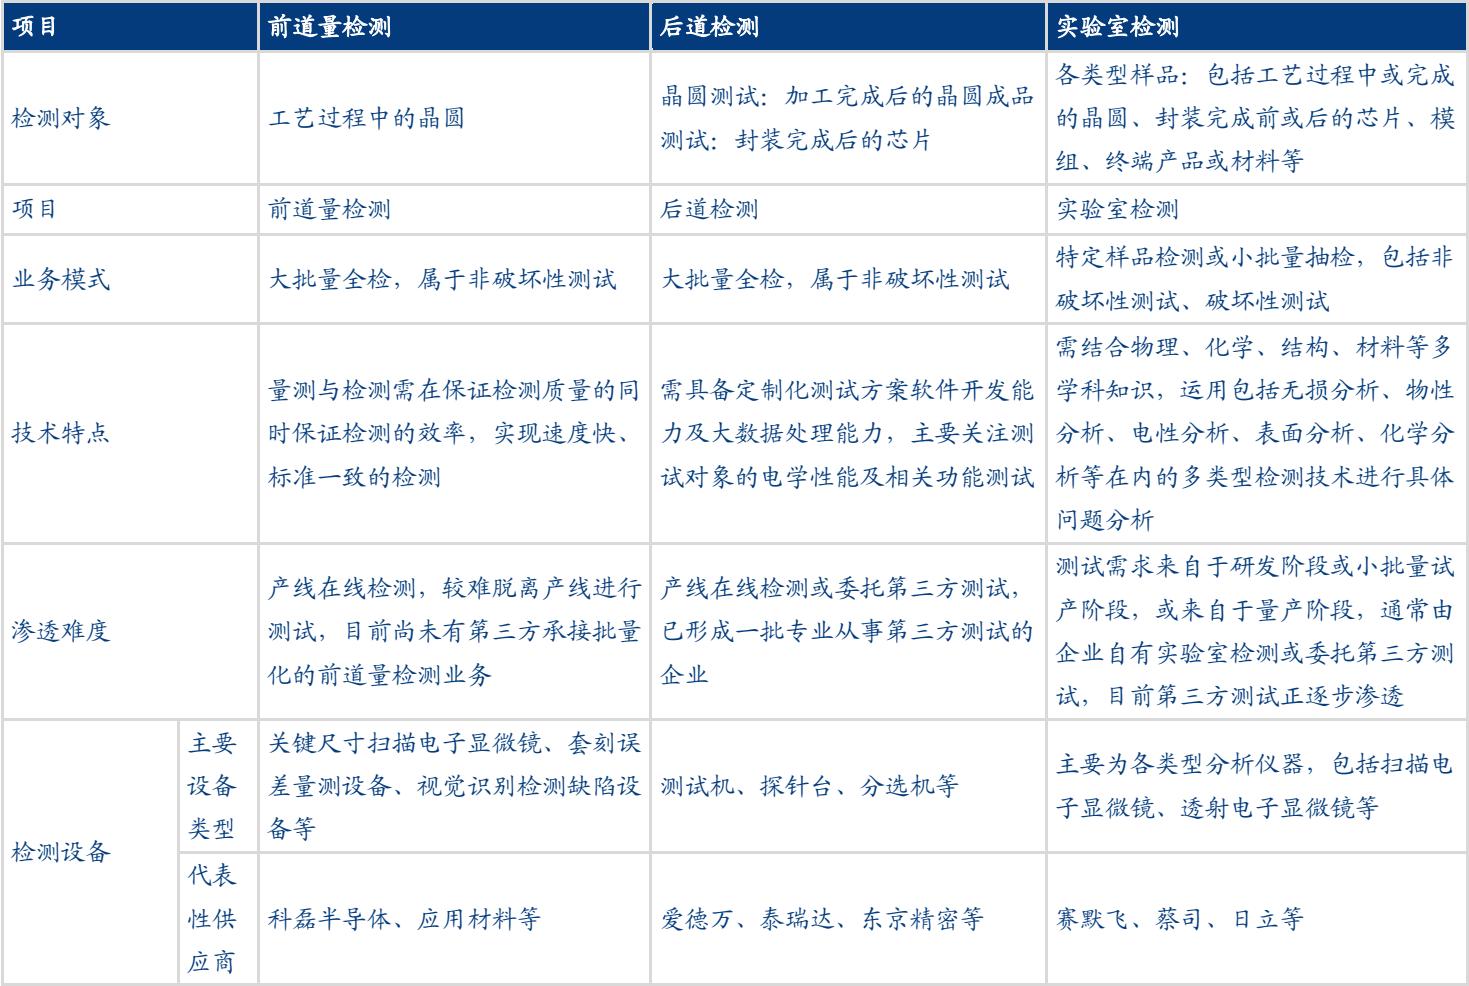 项目
前道量检测
后道检测
实验室检测
检测对象
工艺过程中的晶圆
晶圆测试：加工完成后的晶圆成品
测试：封装完成后的芯片
各类型样品：包括工艺过程中或完成
的晶圆、封装完成前或后的芯片、模
组、终端产品或材料等
项目
前道量检测
后道检测
实验室检测
业务模式
大批量全检，属于非破坏性测试
大批量全检，属于非破坏性测试
特定样品检测或小批量抽检，包括非
破坏性测试、破坏性测试
技术特点
量测与检测需在保证检测质量的同
时保证检测的效率，实现速度快、
标准一致的检测
需具备定制化测试方案软件开发能
力及大数据处理能力，主要关注测
试对象的电学性能及相关功能测试
需结合物理、化学、结构、材料等多
学科知识，运用包括无损分析、物性
分析、电性分析、表面分析、化学分
析等在内的多类型检测技术进行具体
问题分析
渗透难度
产线在线检测，较难脱离产线进行
测试，目前尚未有第三方承接批量
化的前道量检测业务
产线在线检测或委托第三方测试，
已形成一批专业从事第三方测试的
企业
测试需求来自于研发阶段或小批量试
产阶段，或来自于量产阶段，通常由
企业自有实验室检测或委托第三方测
试，目前第三方测试正逐步渗透
检测设备
主要
设备
类型
关键尺寸扫描电子显微镜、套刻误
差量测设备、视觉识别检测缺陷设
备等
测试机、探针台、分选机等
主要为各类型分析仪器，包括扫描电
子显微镜、透射电子显微镜等
代表
性供
应商
科磊半导体、应用材料等
爱德万、泰瑞达、东京精密等
赛默飞、蔡司、日立等